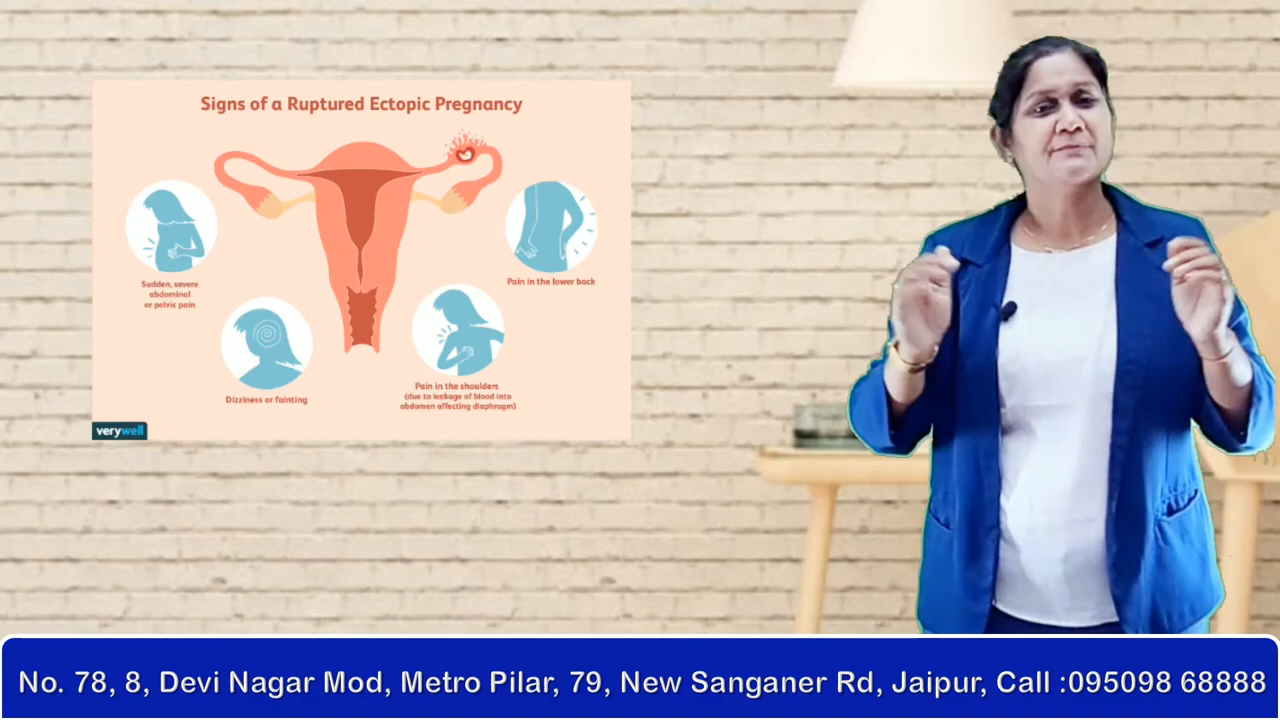 Signs of a Ruptured Ectopic Pregnancy
Sudden, severe
abdominal
or pelvic pain
Pain in the lower back
Dizziness or fainting
Pain in the shoulders
(due to leakage of blood into
abdomen affecting diaphragm)
verywell
No. 78, 8, Devi Nagar Mod, Metro Pilar, 79, New Sanganer Rd, Jaipur, Call :095098 68888